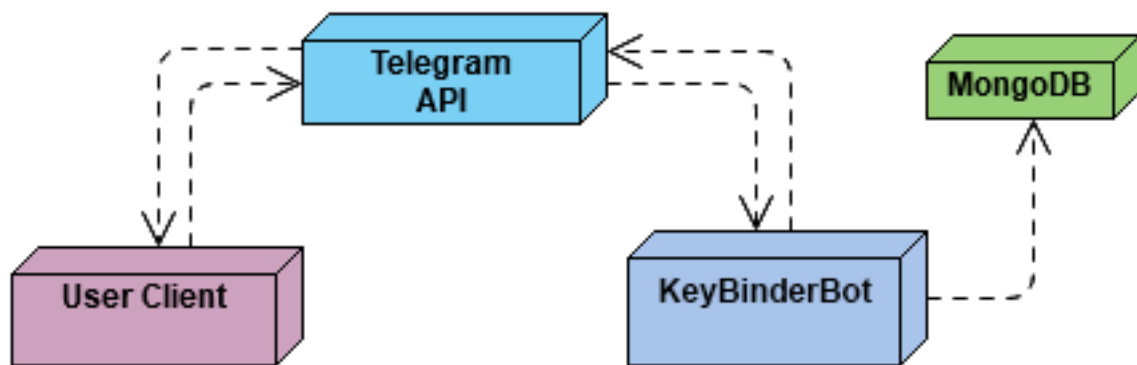 Telegram
API
MongoDB
User Client
KeyBinderBot